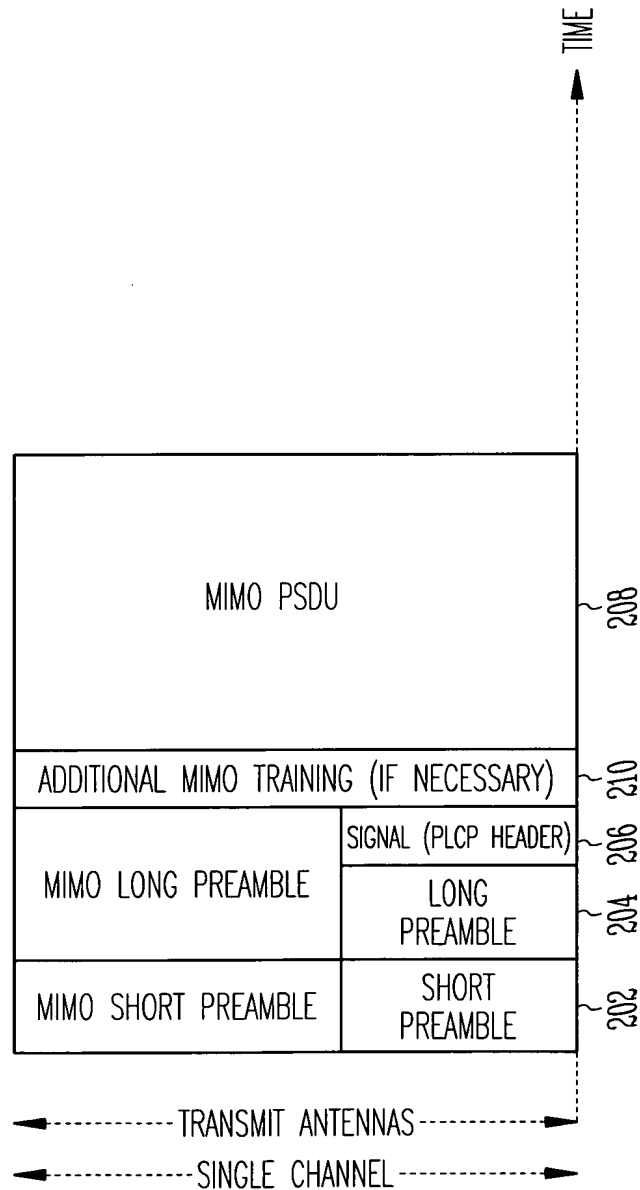 TIME
MIMO PSDU
208
ADDITIONAL MIMO TRAINING (IF NECESSARY)
210
MIMO LONG PREAMBLE
SIGNAL (PLCP HEADER)
206
LONG
PREAMBLE
204
MIMO SHORT PREAMBLE
SHORT
PREAMBLE
202
TRANSMIT ANTENNAS
SINGLE CHANNEL